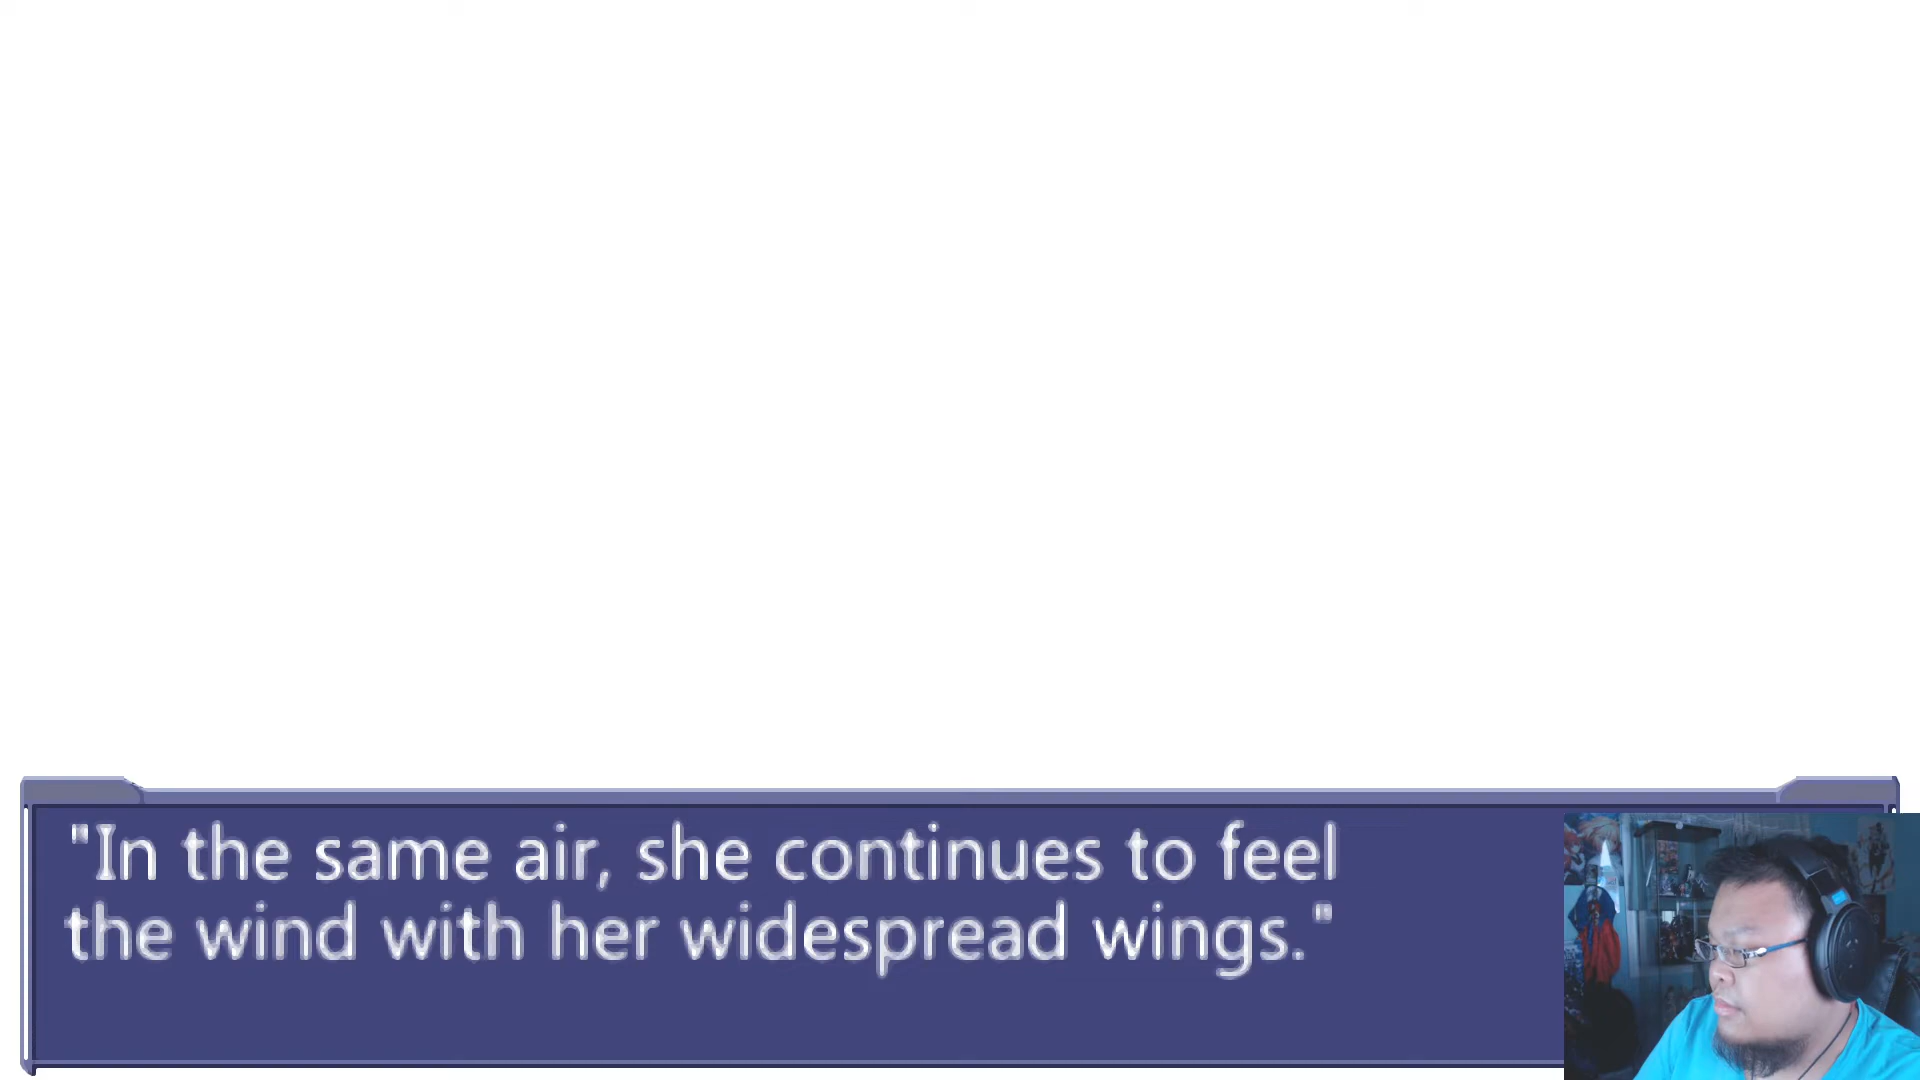 "In the same air, she continues to feel
the wind with her widespread wings."